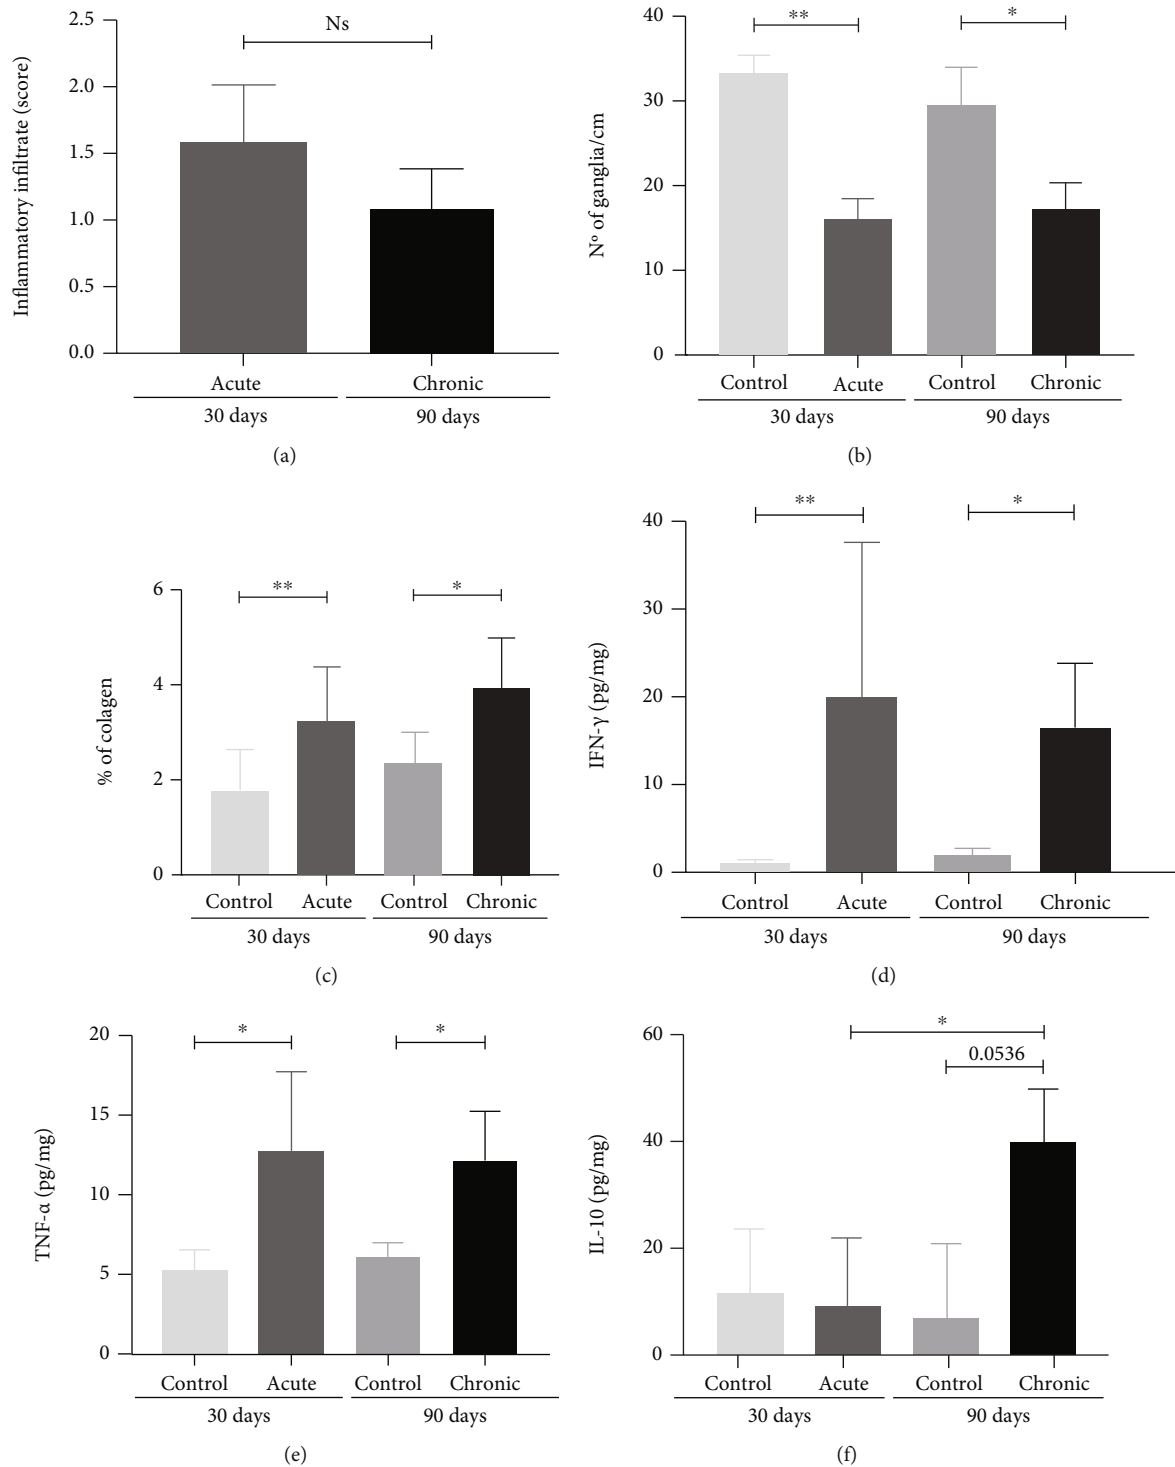 Inflammatory infiltrate (score)
2.5
2.0
1.5
1.0
0.5
0.0
Ns
Acute
Chronic
30 days
90 days
(a)
Nº of ganglia/cm
40
30
20
10
0
**
*
Control
Acute
Control
Chronic
30 days
90 days
(b)
% of colagen
6
4
2
0
**
*
Control
Acute
Control
Chronic
30 days
90 days
(c)
IFN-γ (pg/mg)
40
30
20
10
0
**
*
Control
Acute
Control
Chronic
30 days
90 days
(d)
TNF-α (pg/mg)
20
15
10
5
0
*
*
Control
Acute
Control
Chronic
30 days
90 days
(e)
IL-10 (pg/mg)
60
40
20
0
*
0.0536
Control
Acute
Control
Chronic
30 days
90 days
(f)